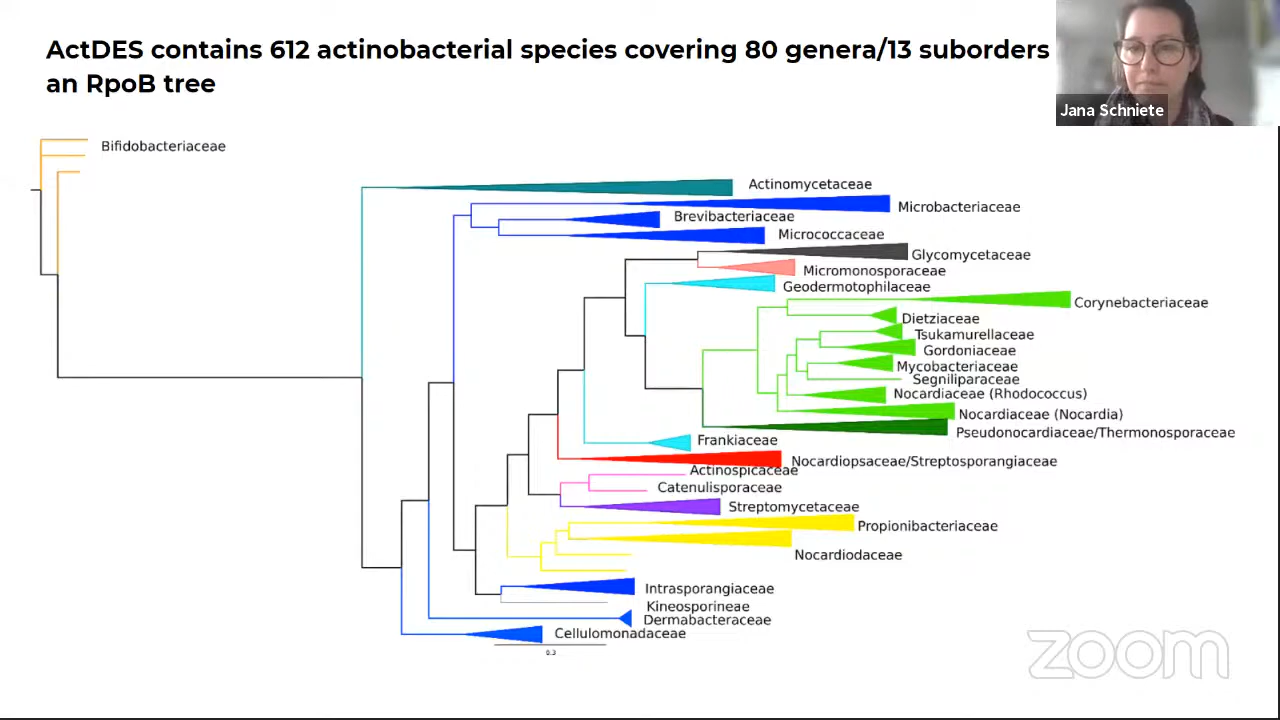 ActDES contains 612 actinobacterial species covering 80 genera/13 suborders
an RpoB tree
Jana Schniete
Bifidobacteriaceae
Actinomycetaceae
Microbacteriaceae
Brevibacteriaceae
Micrococcaceae
Glycomycetaceae
Micromonosporaceae
Geodermotophilaceae
Corynebacteriaceae
Dietziaceae
Tsukamurellaceae
Gordoniaceae
Mycobacteriaceae
Segniliparaceae
Nocardiaceae (Rhodococcus)
Nocardiaceae (Nocardia)
Pseudonocardiaceae/Thermonosporaceae
Frankiaceae
Nocardiopsaceae/Streptosporangiaceae
Actinospicaceae
Catenulisporaceae
Streptomycetaceae
Propionibacteriaceae
Nocardiodaceae
Intrasporangiaceae
Kineosporineae
Dermabacteraceae
Cellulomonadaceae
0.3
zoom